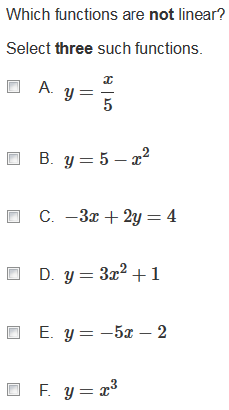 Which functions are not linear?
Select three such functions.
A. y = x/5
B. y = 5 − x²
C. −3x + 2y = 4
D. y = 3x² + 1
E. y = −5x − 2
F. y = x³